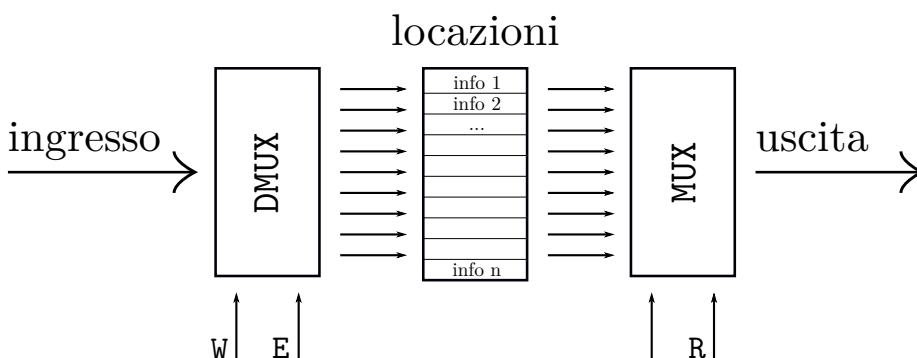 locazioni
info 1
info 2
...
info n
ingresso
DMUX
MUX
uscita
W
E
R